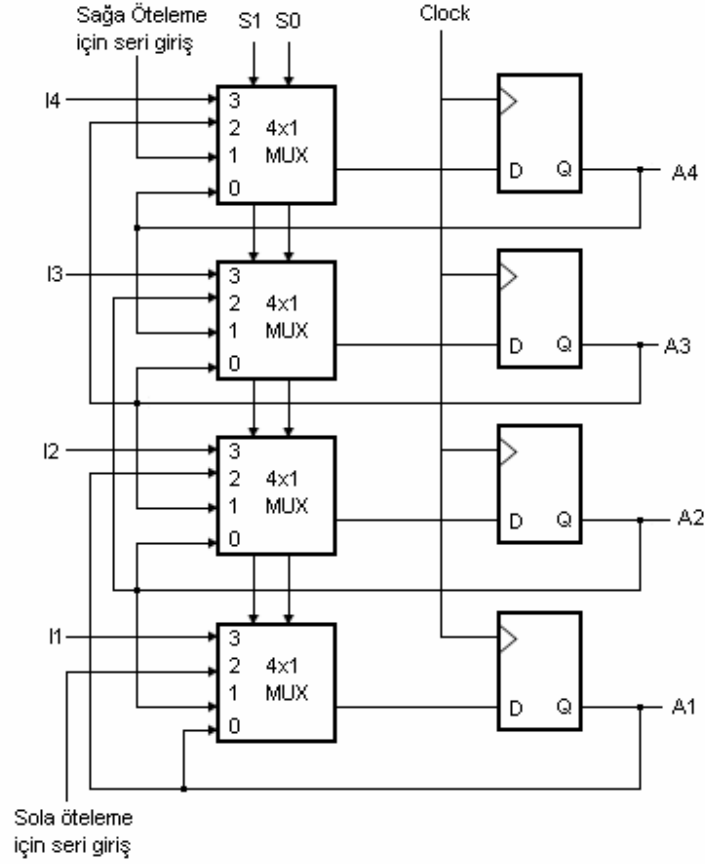 Sağa Öteleme
için seri giriş
S1 S0
Clock
I4
3
2
1
0
4x1
MUX
D Q
A4
I3
3
2
1
0
4x1
MUX
D Q
A3
I2
3
2
1
0
4x1
MUX
D Q
A2
I1
3
2
1
0
4x1
MUX
D Q
A1
Sola öteleme
için seri giriş